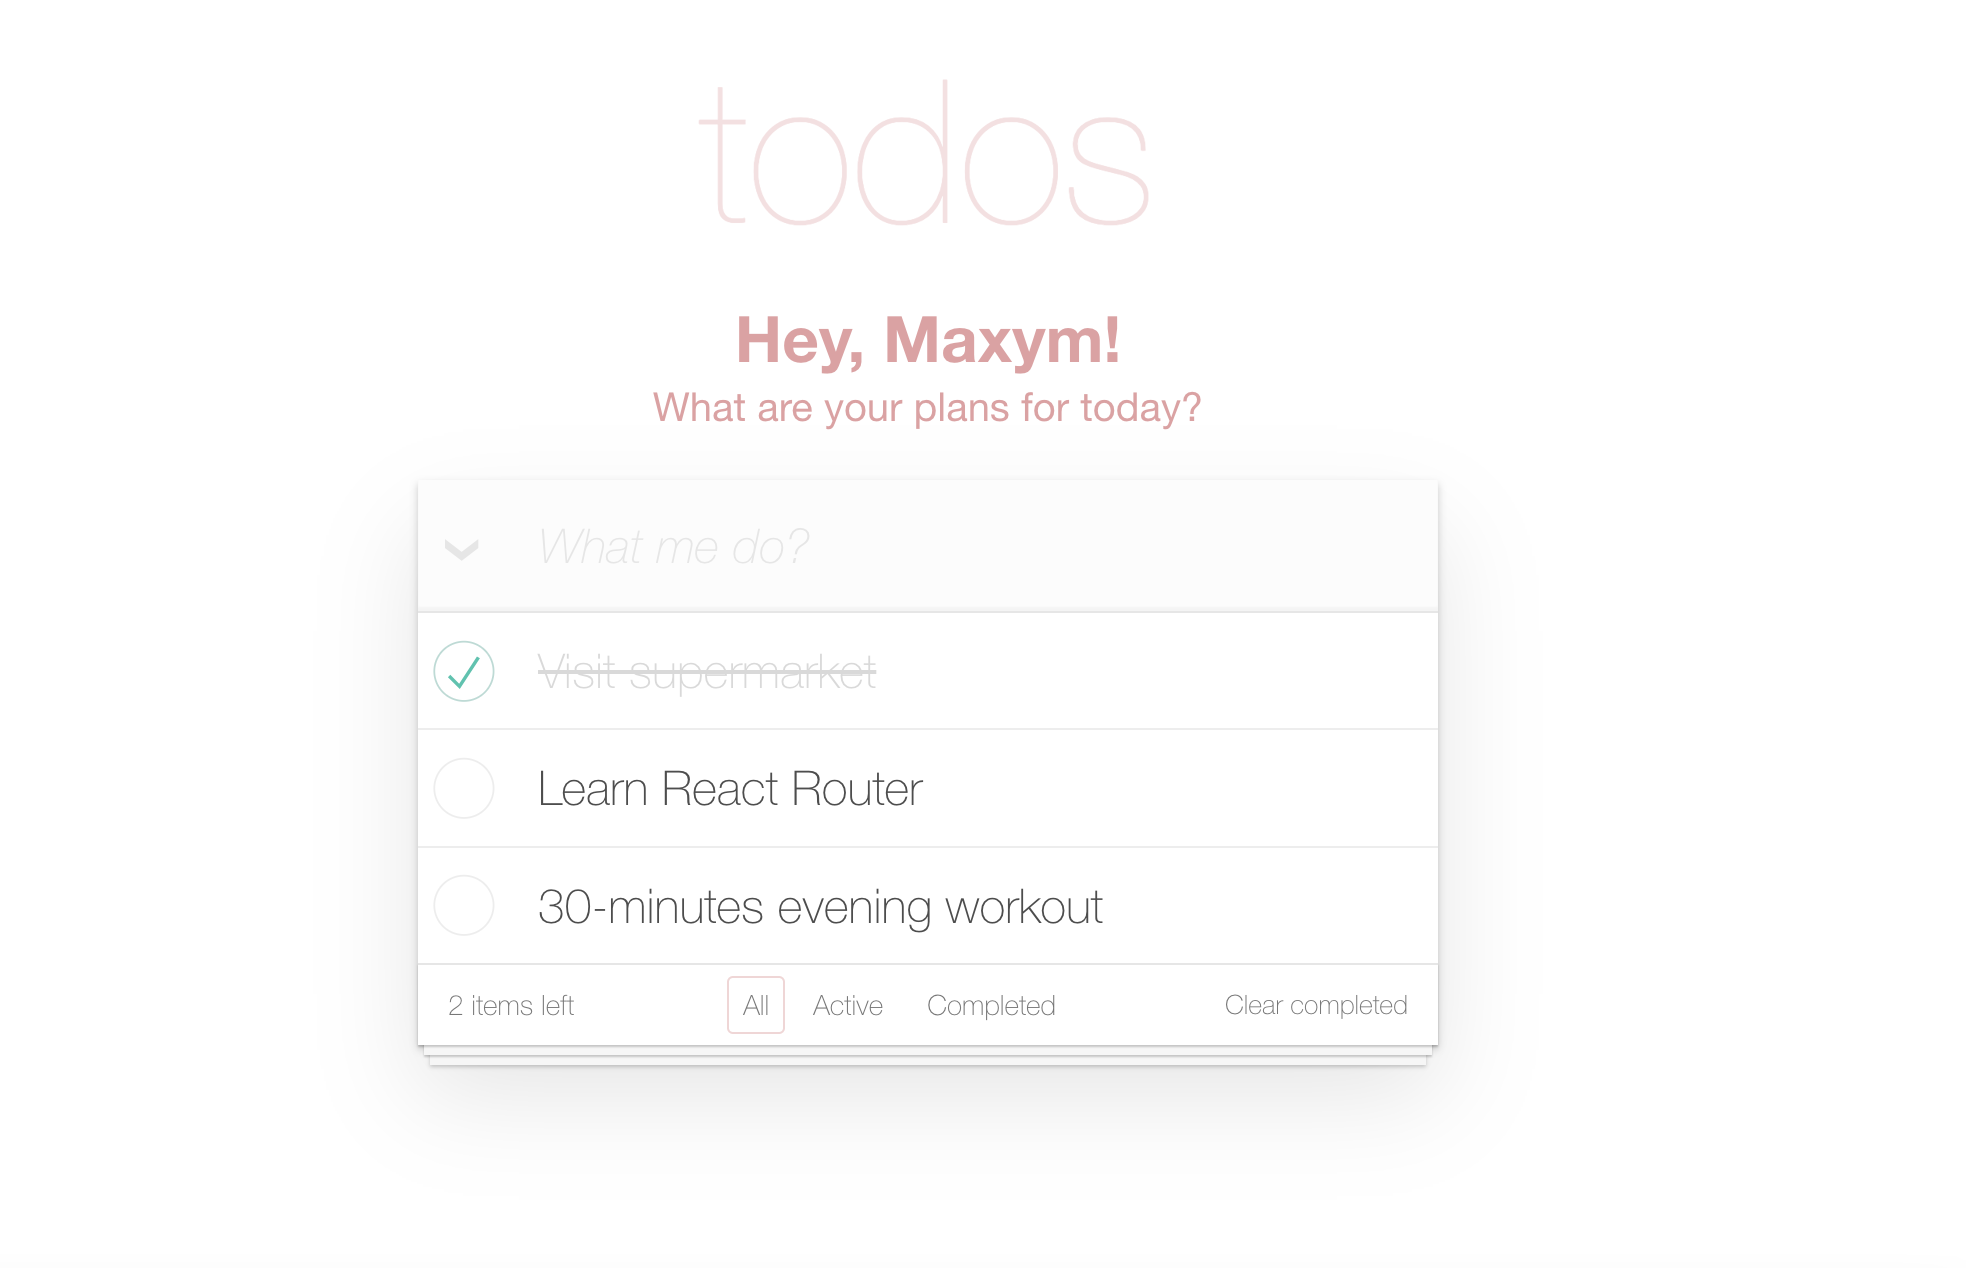 todos
Hey, Maxym!
What are your plans for today?
What me do?
Visit supermarket
Learn React Router
30-minutes evening workout
2 items left All Active Completed Clear completed